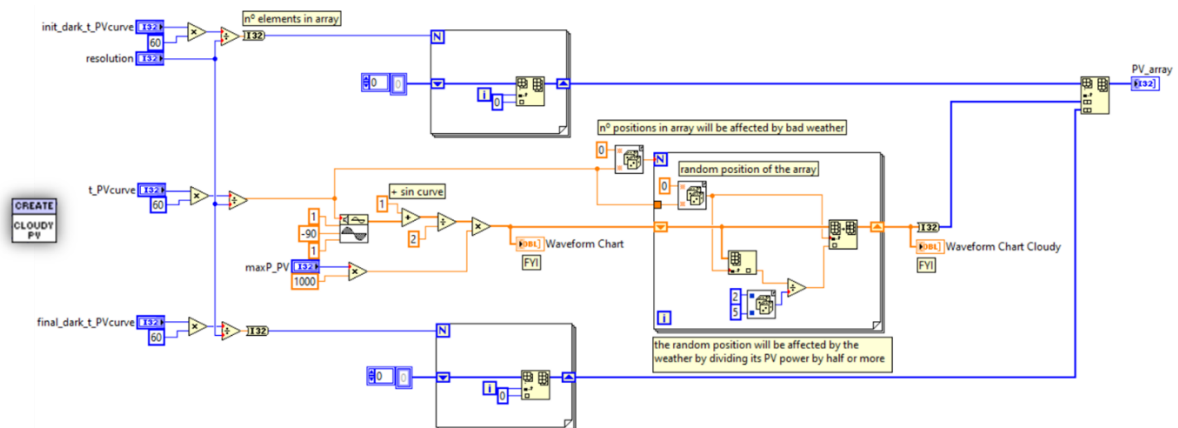 nº elements in array
init_dark_t_PVcurve
I32
60
I32
resolution
I32
N
0
0
i
0
PV_array
I32
nº positions in array will be affected by bad weather
0
N
random position of the array
0
t_PVcurve
I32
60
+ sin curve
1
1
-90
1
2
DBL
Waveform Chart
FYI
maxP_PV
I32
1000
CREATE
CLOUDY
PV
2
5
i
I32
DBL
Waveform Chart Cloudy
FYI
the random position will be affected by the
weather by dividing its PV power by half or more
final_dark_t_PVcurve
I32
60
I32
N
0
0
i
0